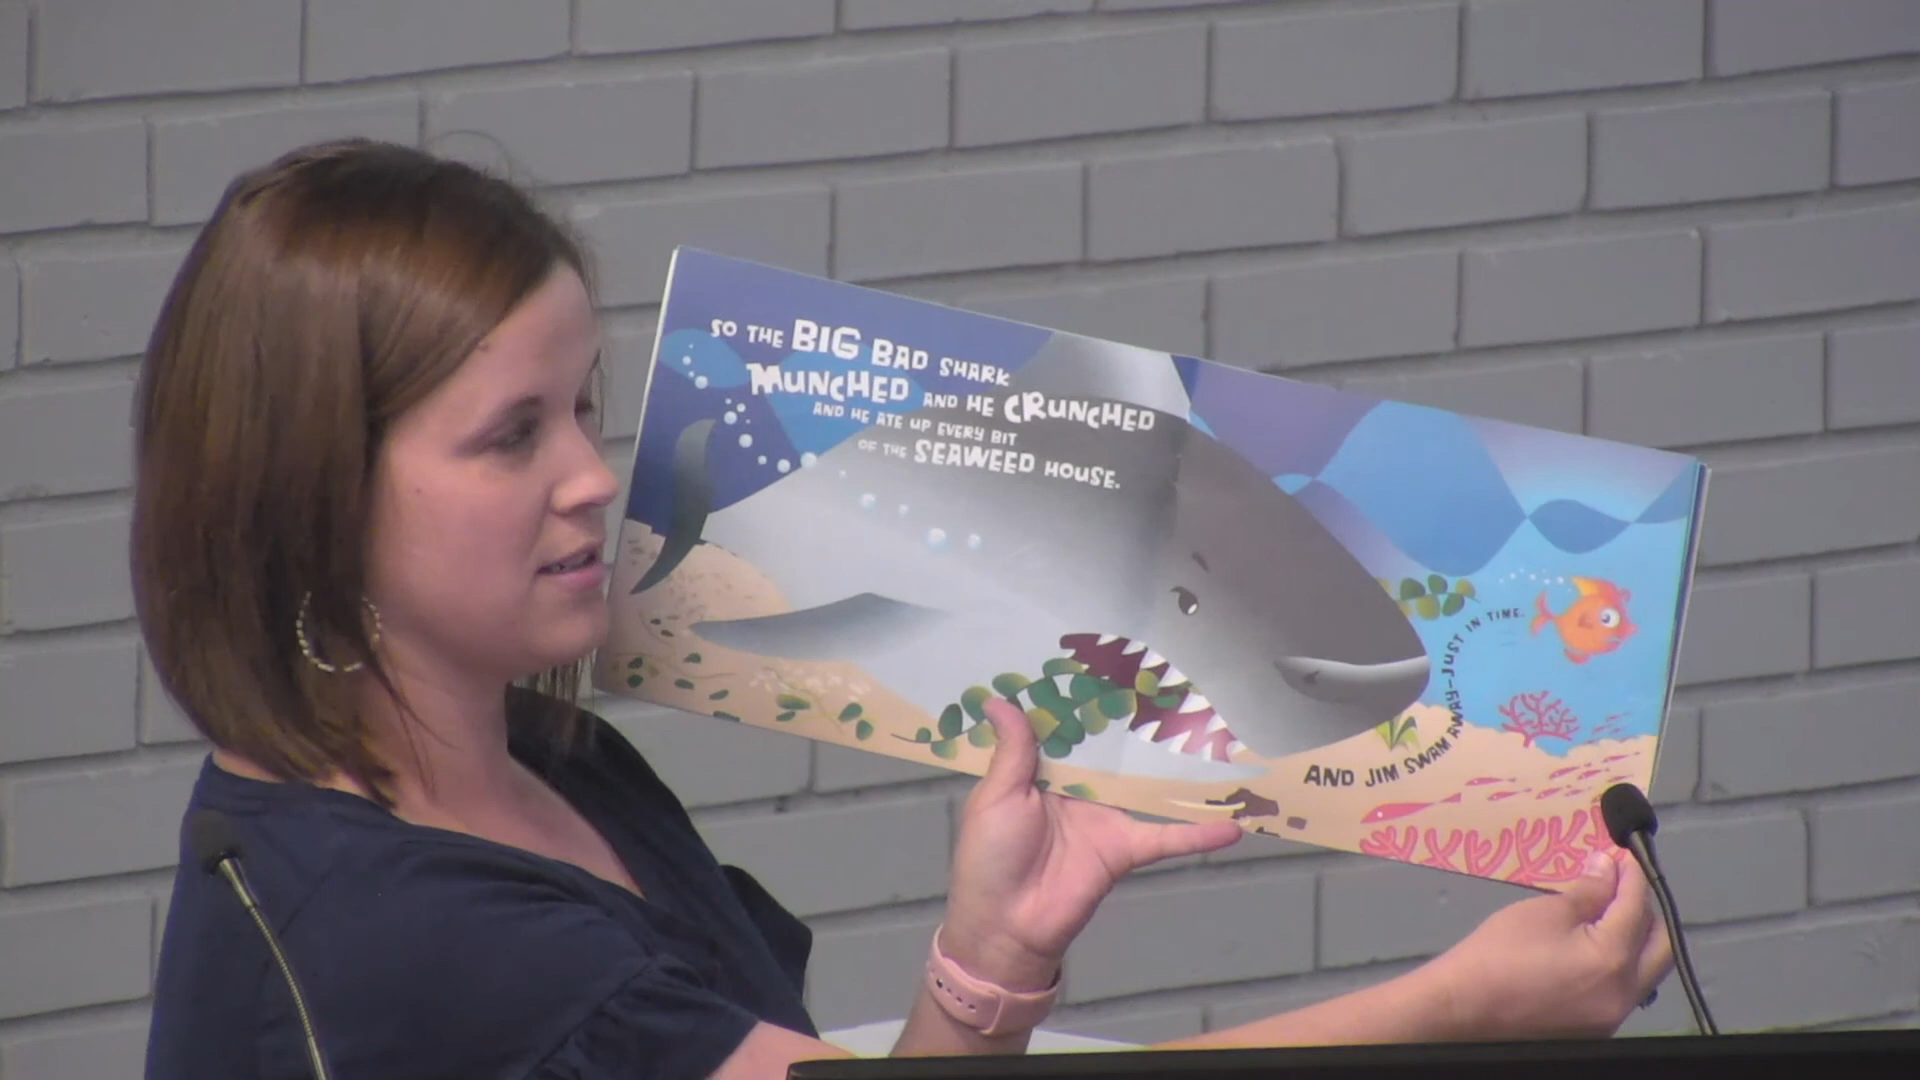 SO THE BIG BAD SHARK
MUNCHED AND HE CRUNCHED
AND HE ATE UP EVERY BIT
OF THE SEAWEED HOUSE.
AND JIM SWAM AWAY—JUST IN TIME.